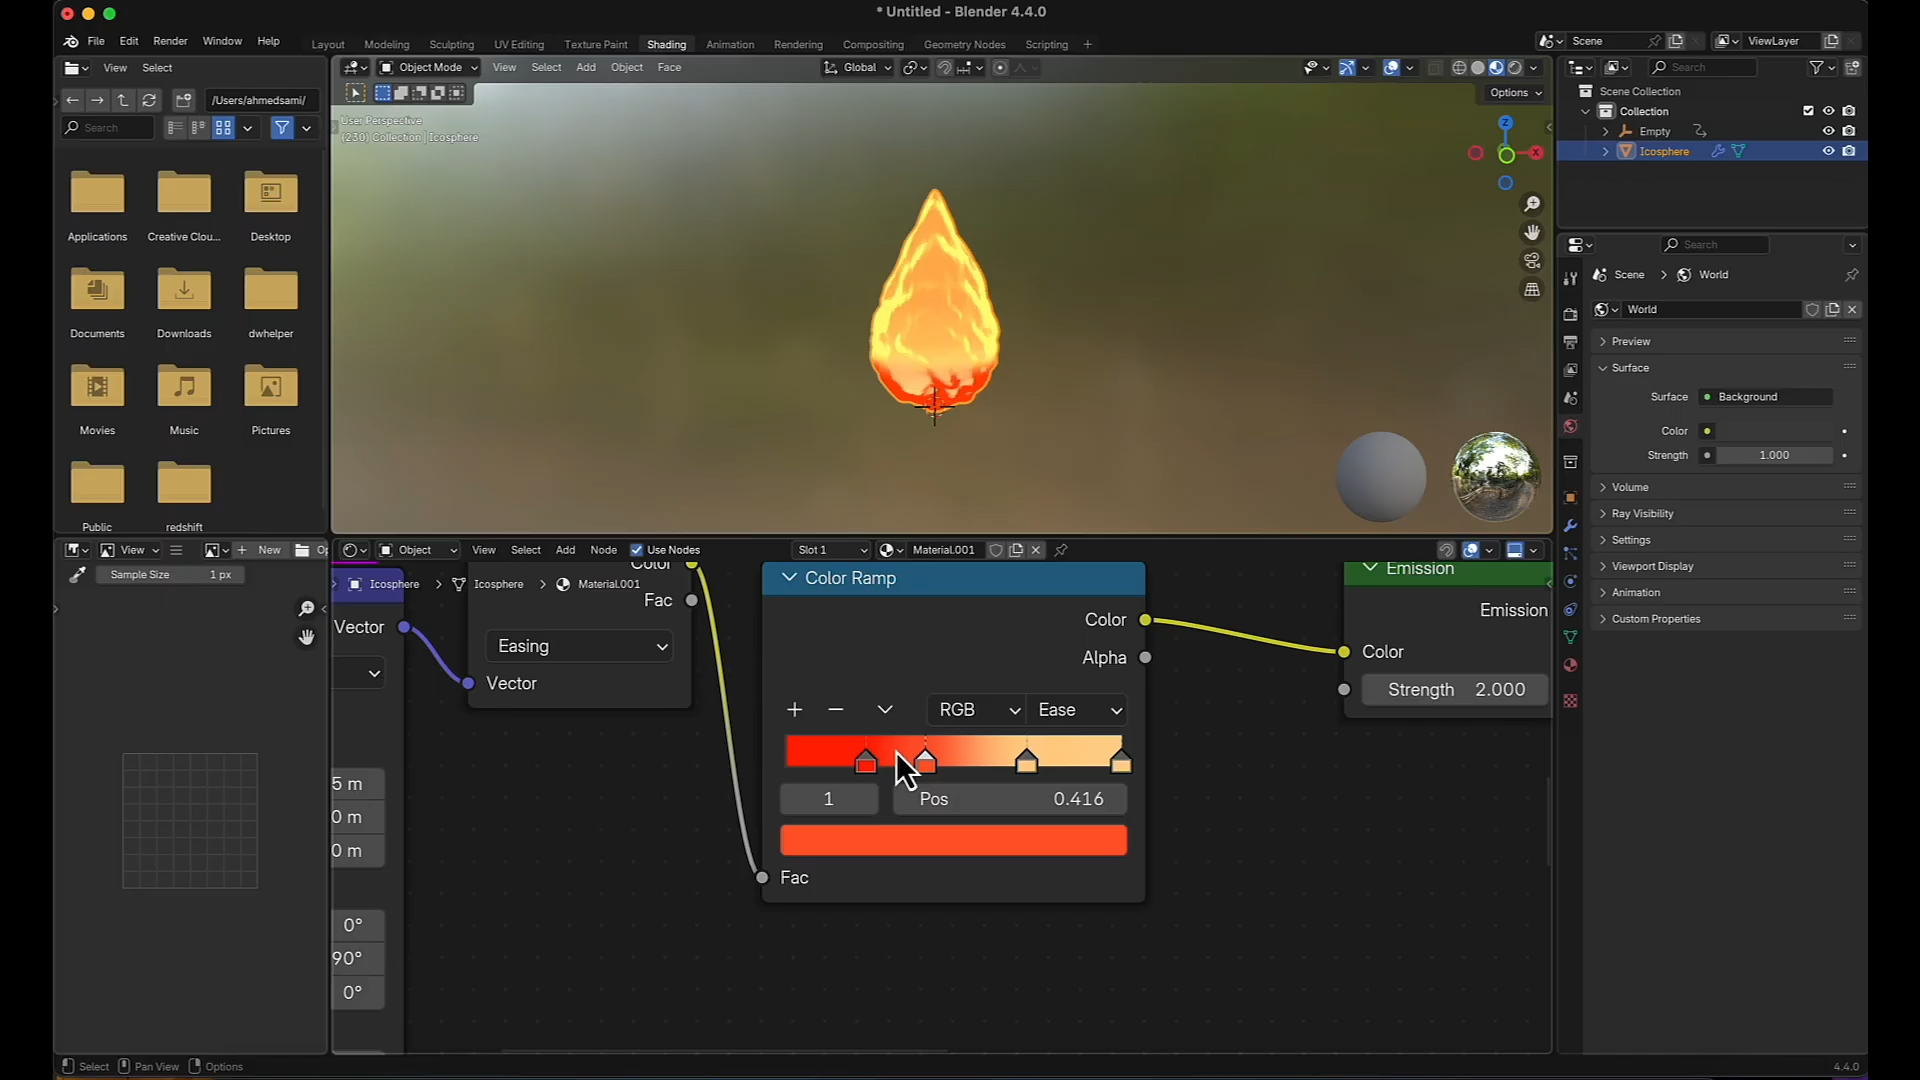 * Untitled - Blender 4.4.0
File Edit Render Window Help
Layout Modeling Sculpting UV Editing Texture Paint Shading Animation Rendering Compositing Geometry Nodes Scripting +
Scene
ViewLayer
View Select
Object Mode View Select Add Object Face
Global
Options
/Users/ahmedsami/
Search
User Perspective
(230) Collection | Icosphere
Z
X
Applications Creative Clou... Desktop
Documents Downloads dwhelper
Movies Music Pictures
Public redshift
Search
Scene Collection
Collection
Empty
Icosphere
Search
Scene > World
World
Preview
Surface
Surface Background
Color
Strength 1.000
Volume
Ray Visibility
Settings
Viewport Display
Animation
Custom Properties
View New Op
Sample Size 1 px
Object View Select Add Node Use Nodes Slot 1 Material.001
Icosphere > Icosphere > Material.001
Vector
5 m
0 m
0 m
0°
90°
0°
Color
Fac
Easing
Vector
Color Ramp
Color
Alpha
RGB Ease
1 Pos 0.416
Fac
Emission
Emission
Color
Strength 2.000
Select Pan View Options
4.4.0